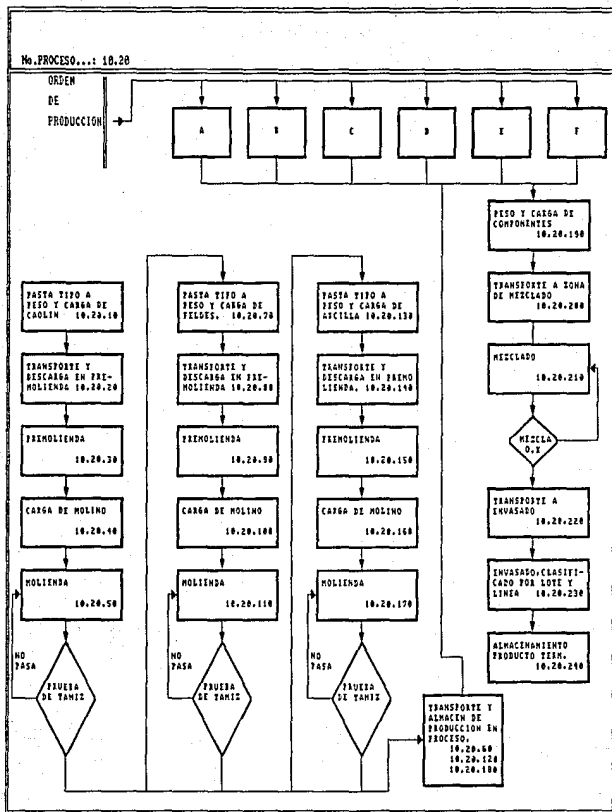 No.PROCESO...: 10.20
ORDEN
DE
PRODUCCION
A
B
C
D
E
F
PESO Y CARGA DE
COMPONENTES
10.20.190
TRANSPORTE A ZONA
DE MEZCLADO
10.20.200
MEZCLADO
10.20.210
MEZCLA
O.K
TRANSPORTE A
ENVASADO
10.20.220
ENVASADO,CLASIFI-
CADO POR LOTE Y
LINEA 10.20.230
ALMACENAMIENTO
PRODUCTO TERM.
10.20.240
PASTA TIPO A
PESO Y CARGA DE
CAOLIN 10.20.10
TRANSPORTE Y
DESCARGA EN PRE-
MOLIENDA 10.20.20
PREMOLIENDA
10.20.30
CARGA DE MOLINO
10.20.40
MOLIENDA
10.20.50
NO
PASA
PRUEBA
DE TAMIZ
PASTA TIPO A
PESO Y CARGA DE
FELDES. 10.20.70
TRANSPORTE Y
DESCARGA EN PRE-
MOLIENDA 10.20.80
PREMOLIENDA
10.20.90
CARGA DE MOLINO
10.20.100
MOLIENDA
10.20.110
NO
PASA
PRUEBA
DE TAMIZ
PASTA TIPO A
PESO Y CARGA DE
ARCILLA 10.20.130
TRANSPORTE Y
DESCARGA EN PREMO
LIENDA. 10.20.140
PREMOLIENDA
10.20.150
CARGA DE MOLINO
10.20.160
MOLIENDA
10.20.170
NO
PASA
PRUEBA
DE TAMIZ
TRANSPORTE Y
ALMACEN DE
PRODUCCION EN
PROCESO.
10.20.60
10.20.120
10.20.180